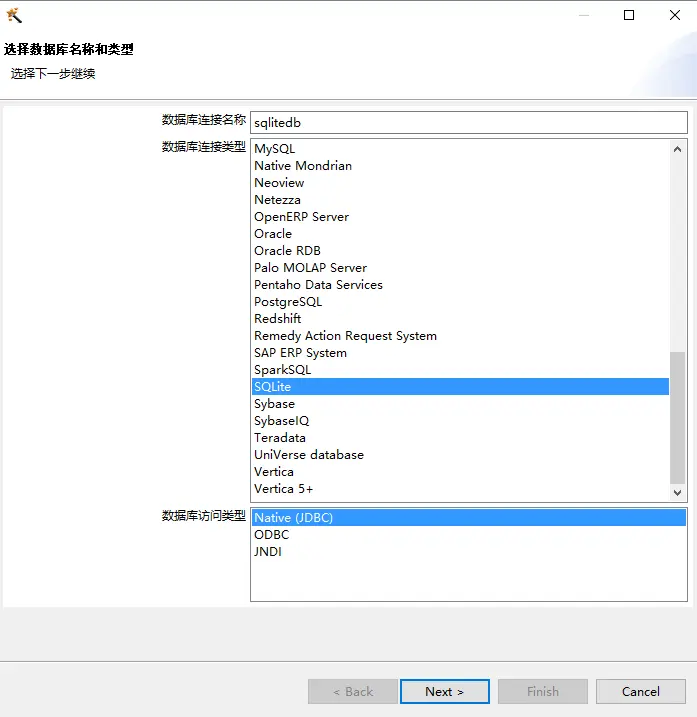 选择数据库名称和类型
选择下一步继续
数据库连接名称 sqlitedb
数据库连接类型 MySQL
Native Mondrian
Neoview
Netezza
OpenERP Server
Oracle
Oracle RDB
Palo MOLAP Server
Pentaho Data Services
PostgreSQL
Redshift
Remedy Action Request System
SAP ERP System
SparkSQL
SQLite
Sybase
SybaseIQ
Teradata
UniVerse database
Vertica
Vertica 5+
数据库访问类型 Native (JDBC)
ODBC
JNDI
< Back Next > Finish Cancel